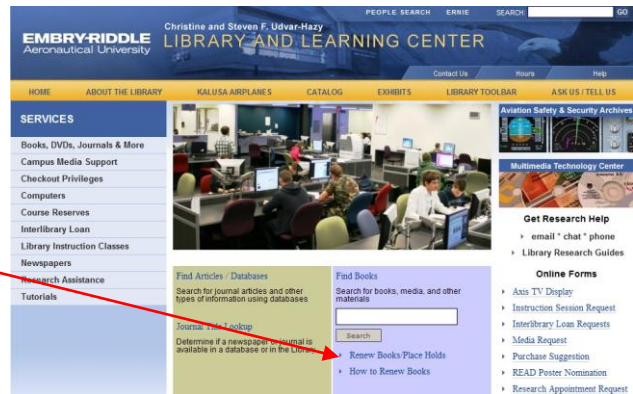 PEOPLE SEARCH ERNIE SEARCH: GO
EMBRY-RIDDLE
Aeronautical University
Christine and Steven F. Udvar-Hazy
LIBRARY AND LEARNING CENTER
Contact Us Hours Help
HOME ABOUT THE LIBRARY KALUSA AIRPLANES CATALOG EXHIBITS LIBRARY TOOLBAR ASK US / TELL US
SERVICES
Books, DVDs, Journals & More
Campus Media Support
Checkout Privileges
Computers
Course Reserves
Interlibrary Loan
Library Instruction Classes
Newspapers
Research Assistance
Tutorials
Find Articles / Databases
Search for journal articles and other
types of information using databases
Journal Title Lookup
Determine if a newspaper or journal is
available in a database or in the Library.
Find Books
Search for books, media, and other
materials
Search
Renew Books/Place Holds
How to Renew Books
Aviation Safety & Security Archives
Multimedia Technology Center
Get Research Help
email * chat * phone
Library Research Guides
Online Forms
Axis TV Display
Instruction Session Request
Interlibrary Loan Requests
Media Request
Purchase Suggestion
READ Poster Nomination
Research Appointment Request